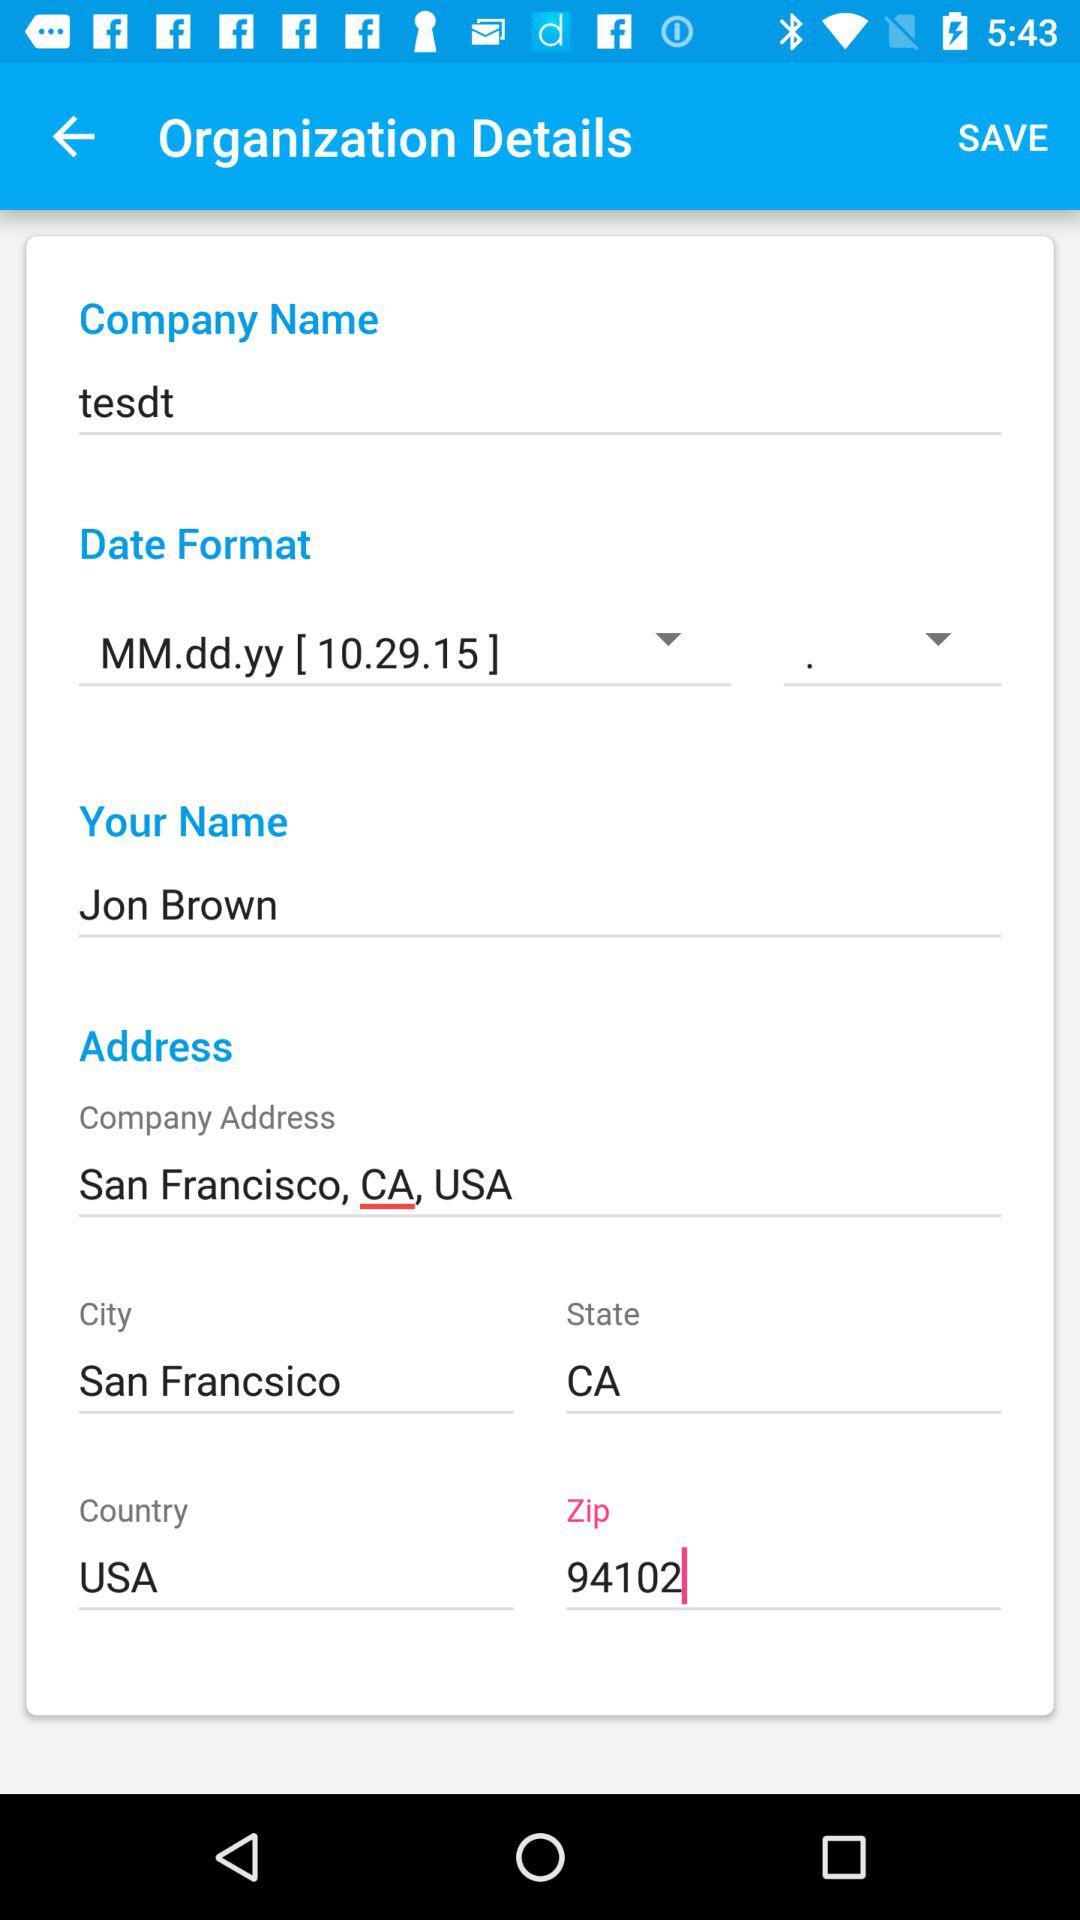 5:43
Organization Details SAVE
Company Name
tesdt
Date Format
MM.dd.yy [ 10.29.15 ] .
Your Name
Jon Brown
Address
Company Address
San Francisco, CA, USA
City State
San Francsico CA
Country Zip
USA 94102